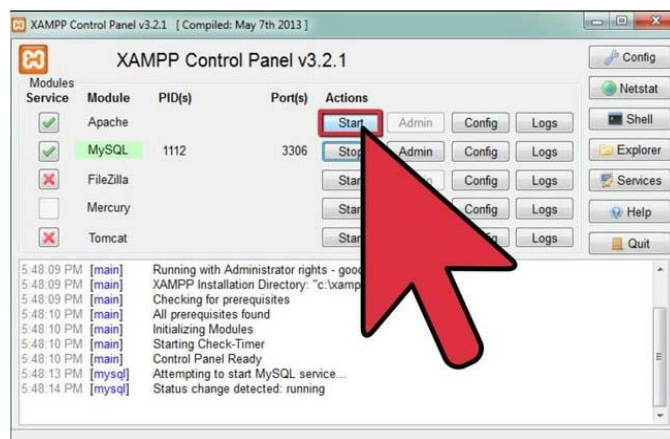 XAMPP Control Panel v3.2.1 [ Compiled: May 7th 2013 ]
XAMPP Control Panel v3.2.1
Config
Modules
Service Module PID(s) Port(s) Actions
Netstat
Apache Start Admin Config Logs
Shell
MySQL 1112 3306 Stop Admin Config Logs
Explorer
FileZilla Config Logs
Services
Mercury Config Logs
Help
Tomcat Logs
Quit
5:48:09 PM [main] Running with Administrator rights -
5:48:09 PM [main] XAMPP Installation Directory:
5:48:09 PM [main] Checking for prerequisites
5:48:10 PM [main] All prerequisites found
5:48:10 PM [main] Initializing Modules
5:48:10 PM [main] Starting Check-Timer
5:48:10 PM [main] Control Panel Ready
5:48:13 PM [mysql] Attempting to start MySQL service...
5:48:14 PM [mysql] Status change detected: running